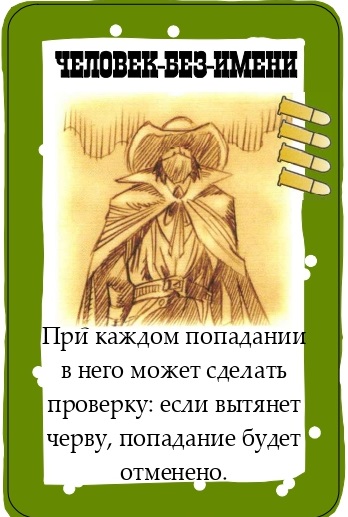 ЧЕЛОВЕК-БЕЗ-ИМЕНИ
При каждом попадании
в него может сделать
проверку: если вытянет
черву, попадание будет
отменено.